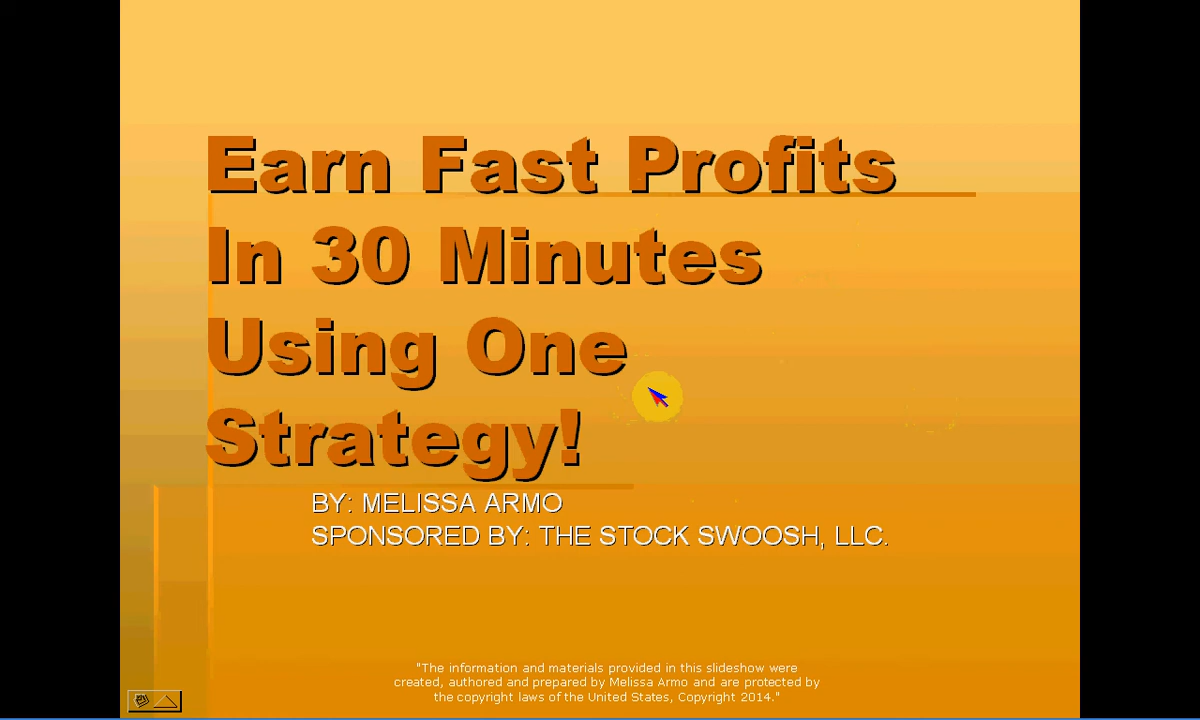 Earn Fast Profits
In 30 Minutes
Using One
Strategy!
BY: MELISSA ARMO
SPONSORED BY: THE STOCK SWOOSH, LLC.
"The information and materials provided in this slideshow were
created, authored and prepared by Melissa Armo and are protected by
the copyright laws of the United States, Copyright 2014."